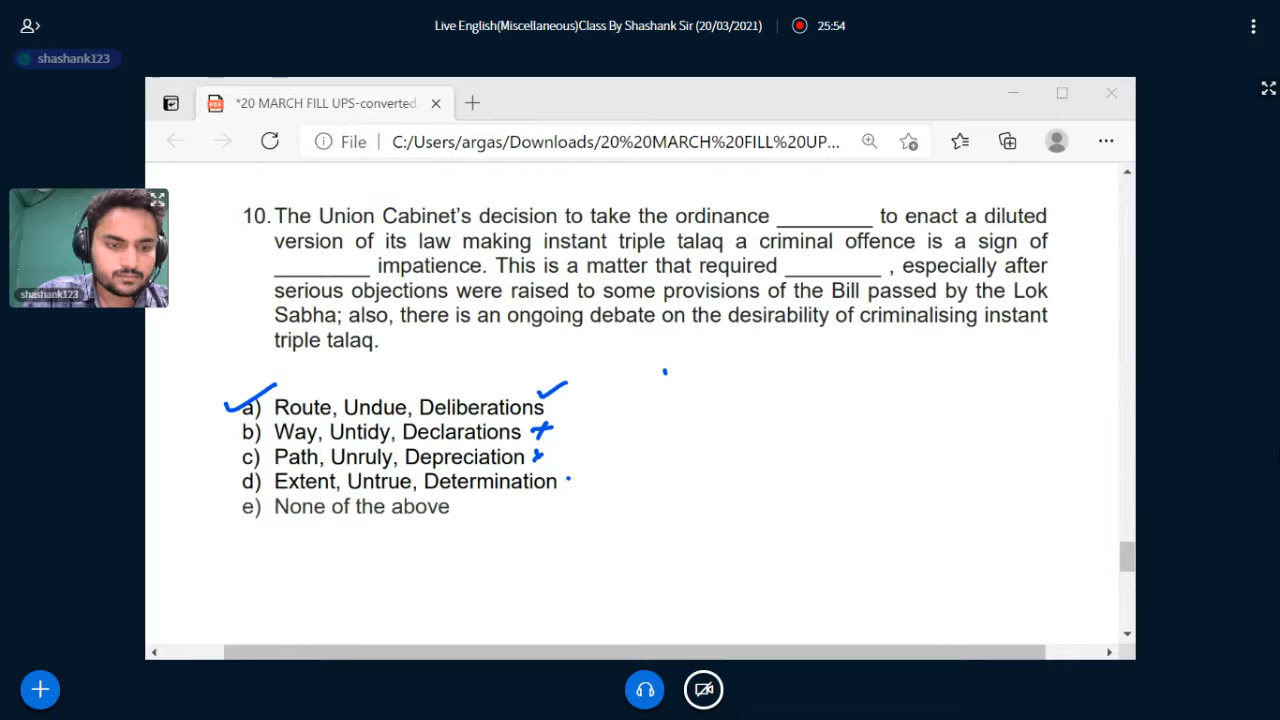 Live English(Miscellaneous)Class By Shashank Sir (20/03/2021) 25:54
shashank123
*20 MARCH FILL UPS-converted.
File C:/Users/argas/Downloads/20%20MARCH%20FILL%20UP...
10. The Union Cabinet's decision to take the ordinance _________ to enact a diluted
version of its law making instant triple talaq a criminal offence is a sign of
_________ impatience. This is a matter that required _________ , especially after
serious objections were raised to some provisions of the Bill passed by the Lok
Sabha; also, there is an ongoing debate on the desirability of criminalising instant
triple talaq.
shashank123
a) Route, Undue, Deliberations
b) Way, Untidy, Declarations
c) Path, Unruly, Depreciation
d) Extent, Untrue, Determination
e) None of the above